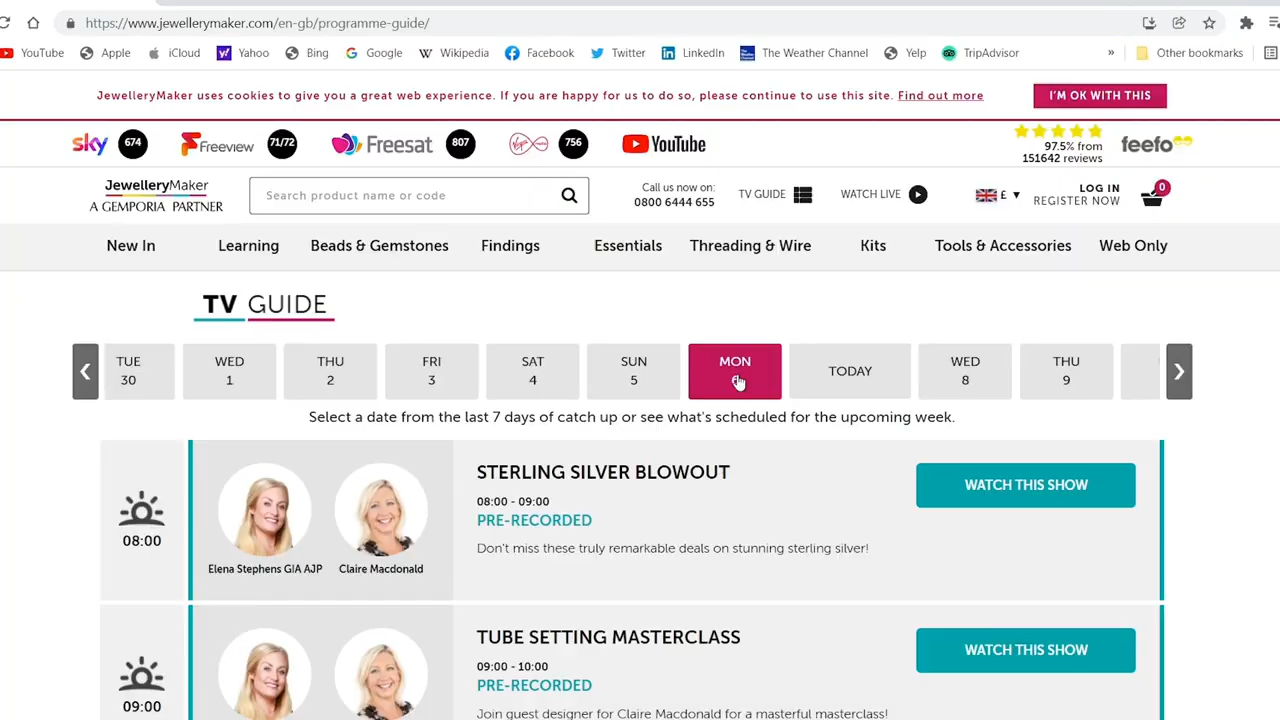 https://www.jewellerymaker.com/en-gb/programme-guide/
YouTube Apple iCloud Yahoo Bing Google Wikipedia Facebook Twitter LinkedIn The Weather Channel Yelp TripAdvisor » Other bookmarks
JewelleryMaker uses cookies to give you a great web experience. If you are happy for us to do so, please continue to use this site. Find out more
I'M OK WITH THIS
sky 674 Freeview 71/72 Freesat 807 Virgin 756 YouTube
97.5% from
151642 reviews
feefo
JewelleryMaker
A GEMPORIA PARTNER
Search product name or code
Call us now on:
0800 6444 655
TV GUIDE
WATCH LIVE
£ ▼
LOG IN
REGISTER NOW
0
New In Learning Beads & Gemstones Findings Essentials Threading & Wire Kits Tools & Accessories Web Only
TV GUIDE
TUE
30
WED
1
THU
2
FRI
3
SAT
4
SUN
5
MON
TODAY
WED
8
THU
9
Select a date from the last 7 days of catch up or see what's scheduled for the upcoming week.
08:00
Elena Stephens GIA AJP
Claire Macdonald
STERLING SILVER BLOWOUT
08:00 - 09:00
PRE-RECORDED
Don't miss these truly remarkable deals on stunning sterling silver!
WATCH THIS SHOW
09:00
TUBE SETTING MASTERCLASS
09:00 - 10:00
PRE-RECORDED
Join guest designer for Claire Macdonald for a masterful masterclass!
WATCH THIS SHOW